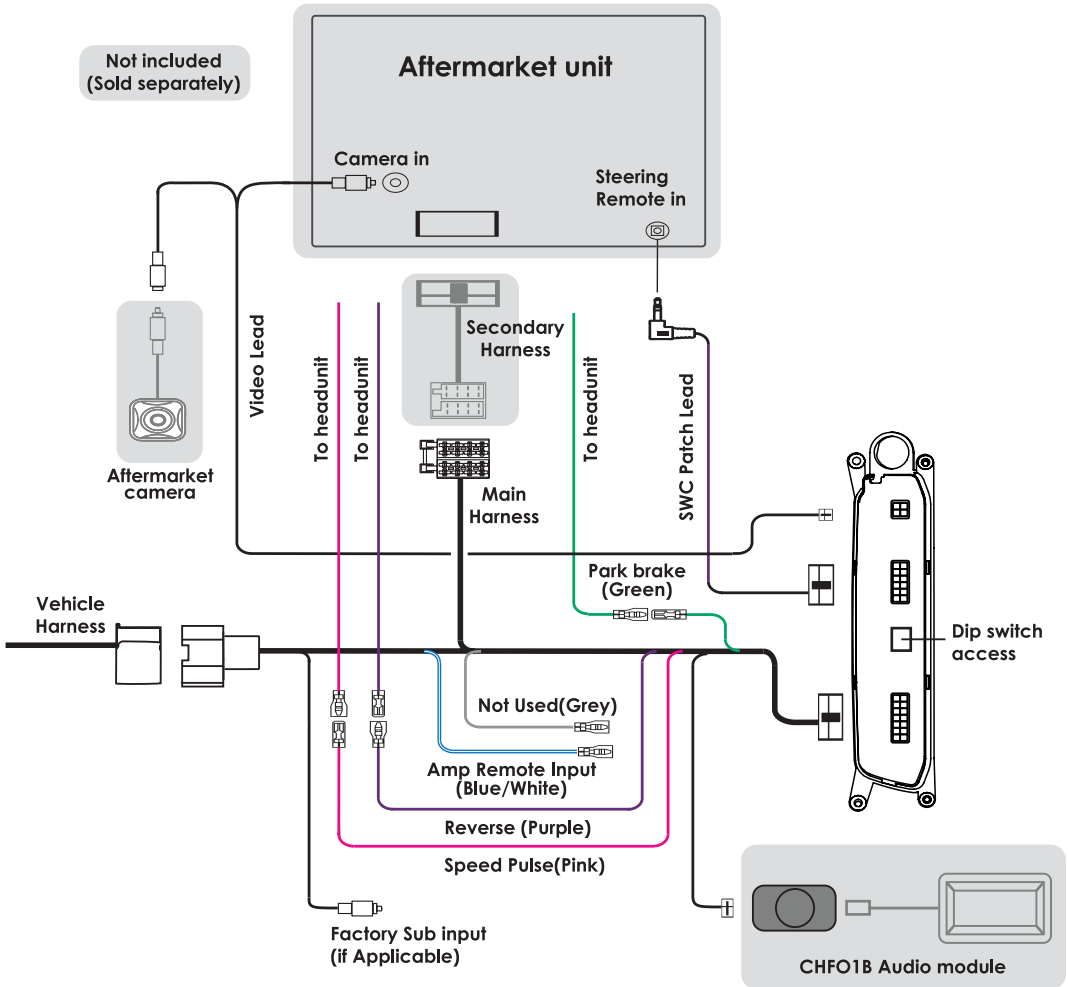 Not included
(Sold separately)
Aftermarket unit
Camera in
Steering
Remote in
Secondary
Harness
Video Lead
To headunit
To headunit
To headunit
SWC Patch Lead
Aftermarket
camera
Main
Harness
Park brake
(Green)
Vehicle
Harness
Dip switch
access
Not Used(Grey)
Amp Remote Input
(Blue/White)
Reverse (Purple)
Speed Pulse(Pink)
Factory Sub input
(if Applicable)
CHFO1B Audio module